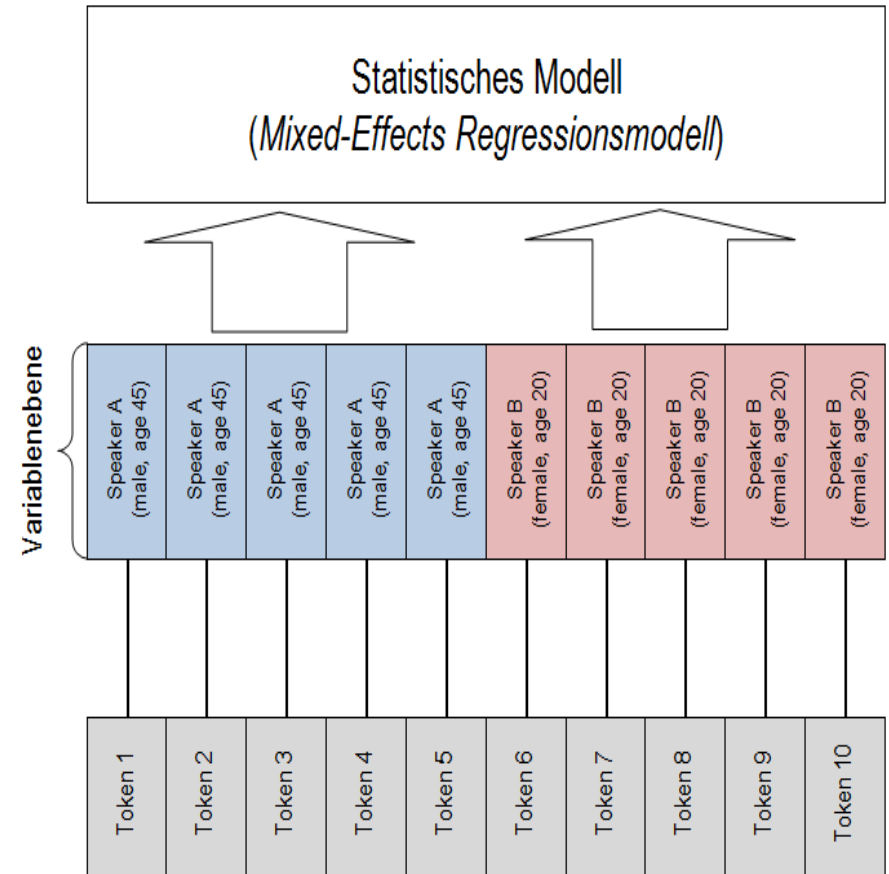 Statistisches Modell
(Mixed-Effects Regressionsmodell)
Variablenebene
Speaker A
(male, age 45)
Speaker A
(male, age 45)
Speaker A
(male, age 45)
Speaker A
(male, age 45)
Speaker A
(male, age 45)
Speaker B
(female, age 20)
Speaker B
(female, age 20)
Speaker B
(female, age 20)
Speaker B
(female, age 20)
Speaker B
(female, age 20)
Token 1
Token 2
Token 3
Token 4
Token 5
Token 6
Token 7
Token 8
Token 9
Token 10